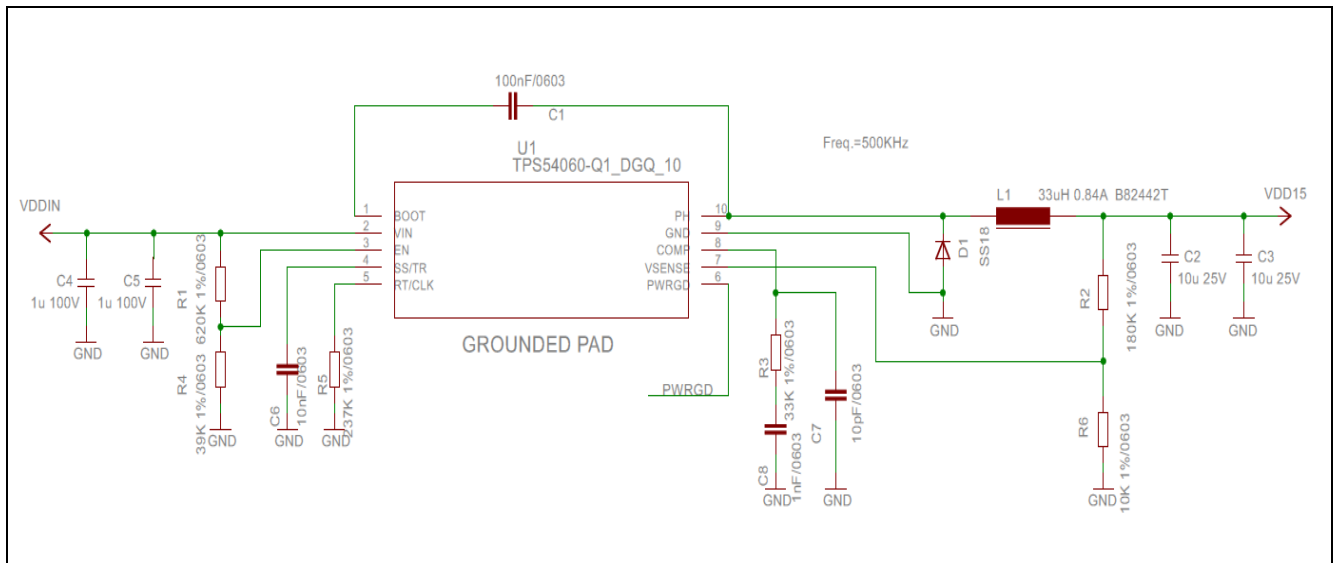 100nF/0603
C1
U1
TPS54060-Q1_DGQ_10
Freq.=500KHz
L1 33uH 0.84A B82442T
VDDIN
VDD15
1 BOOT
2 VIN
3 EN
4 SS/TR
5 RT/CLK
PH 10
GND 9
COMP 8
VSENSE 7
PWRGD 6
GROUNDED PAD
PWRGD
C4
1u 100V
GND
C5
1u 100V
GND
R1
620K 1%/0603
R4
39K 1%/0603
GND
C6
10nF/0603
GND
R5
237K 1%/0603
GND
R3
33K 1%/0603
C8
1nF/0603
GND
C7
10pF/0603
GND
D1
SS18
GND
R2
180K 1%/0603
R6
10K 1%/0603
GND
C2
10u 25V
GND
C3
10u 25V
GND